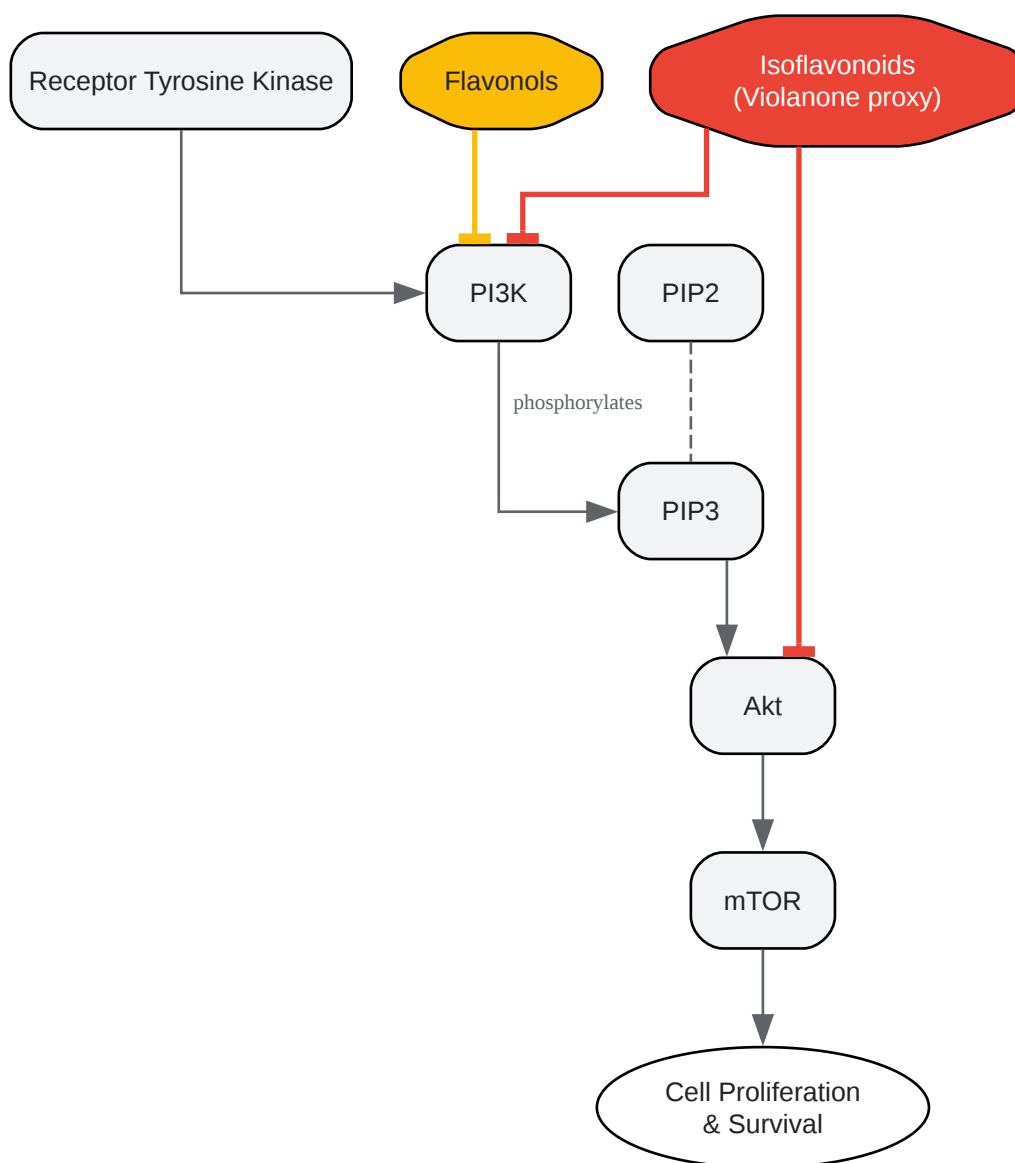 Receptor Tyrosine Kinase
Flavonols
Isoflavonoids
(Violanone proxy)
PI3K
PIP2
phosphorylates
PIP3
Akt
mTOR
Cell Proliferation
& Survival